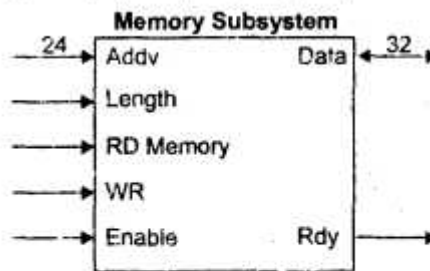 Memory Subsystem
24 Addv Data 32
Length
RD Memory
WR
Enable Rdy